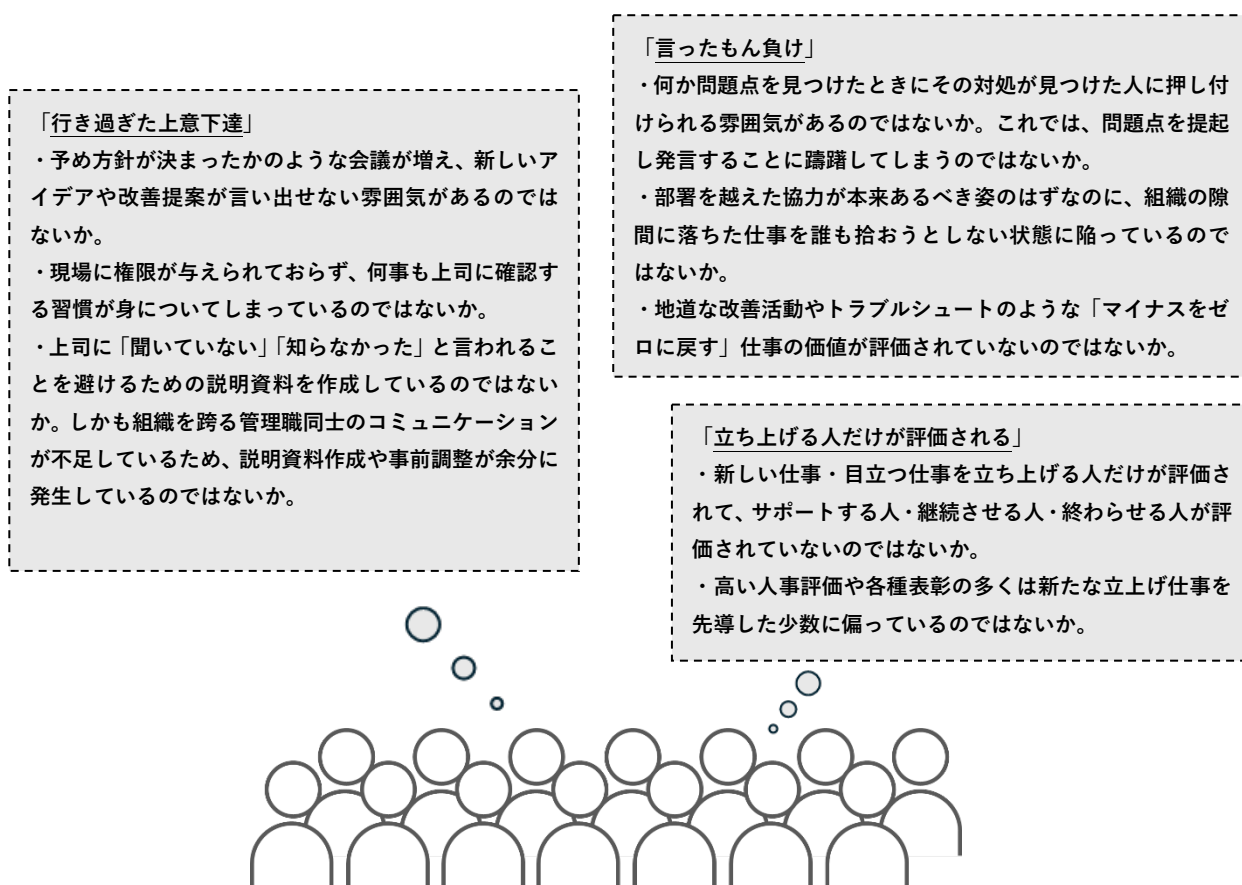 「行き過ぎた上意下達」
・予め方針が決まったかのような会議が増え、新しいア
イデアや改善提案が言い出せない雰囲気があるのでは
ないか。
・現場に権限が与えられておらず、何事も上司に確認す
る習慣が身についてしまっているのではないか。
・上司に「聞いていない」「知らなかった」と言われるこ
とを避けるための説明資料を作成しているのではない
か。しかも組織を跨る管理職同士のコミュニケーション
が不足しているため、説明資料作成や事前調整が余分に
発生しているのではないか。
「言ったもん負け」
・何か問題点を見つけたときにその対処が見つけた人に押し付
けられる雰囲気があるのではないか。これでは、問題点を提起
し発言することに躊躇してしまうのではないか。
・部署を越えた協力が本来あるべき姿のはずなのに、組織の隙
間に落ちた仕事を誰も拾おうとしない状態に陥っているので
はないか。
・地道な改善活動やトラブルシュートのような「マイナスをゼ
ロに戻す」仕事の価値が評価されていないのではないか。
「立ち上げる人だけが評価される」
・新しい仕事・目立つ仕事を立ち上げる人だけが評価さ
れて、サポートする人・継続させる人・終わらせる人が評
価されていないのではないか。
・高い人事評価や各種表彰の多くは新たな立上げ仕事を
先導した少数に偏っているのではないか。